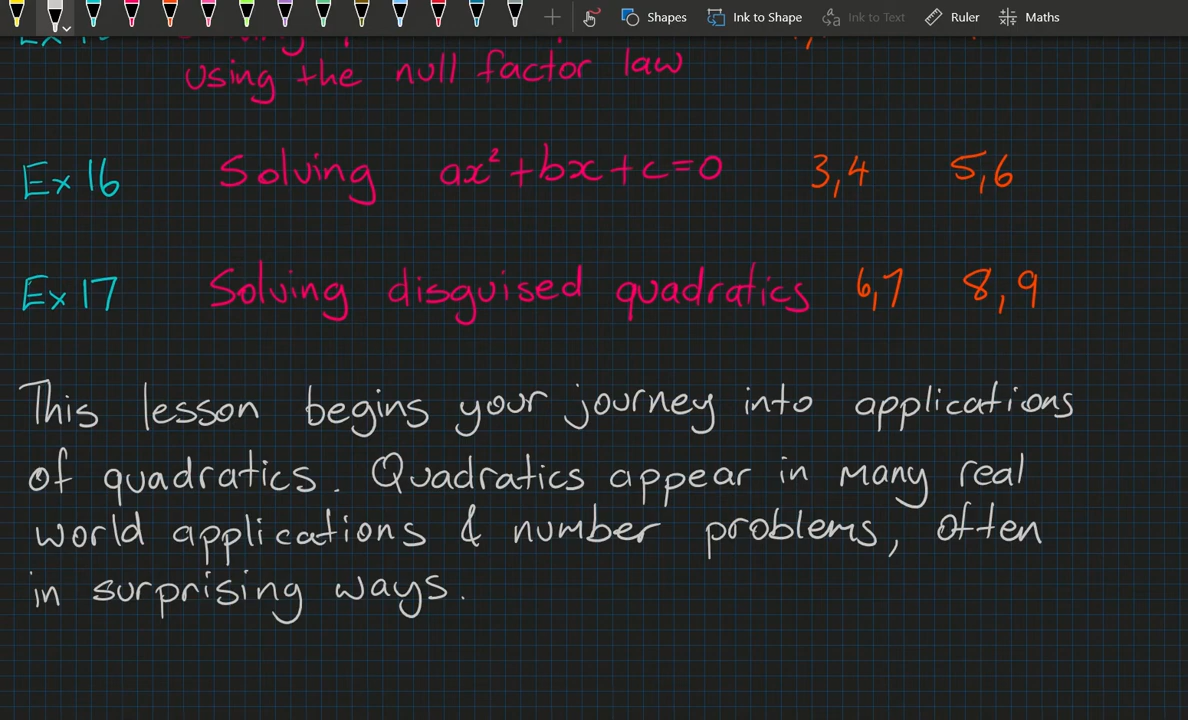 Shapes Ink to Shape Ink to Text Ruler Maths
using the null factor law
Ex 16 Solving ax²+bx+c=0 3,4 5,6
Ex 17 Solving disguised quadratics 6,7 8,9
This lesson begins your journey into applications
of quadratics. Quadratics appear in many real
world applications & number problems, often
in surprising ways.